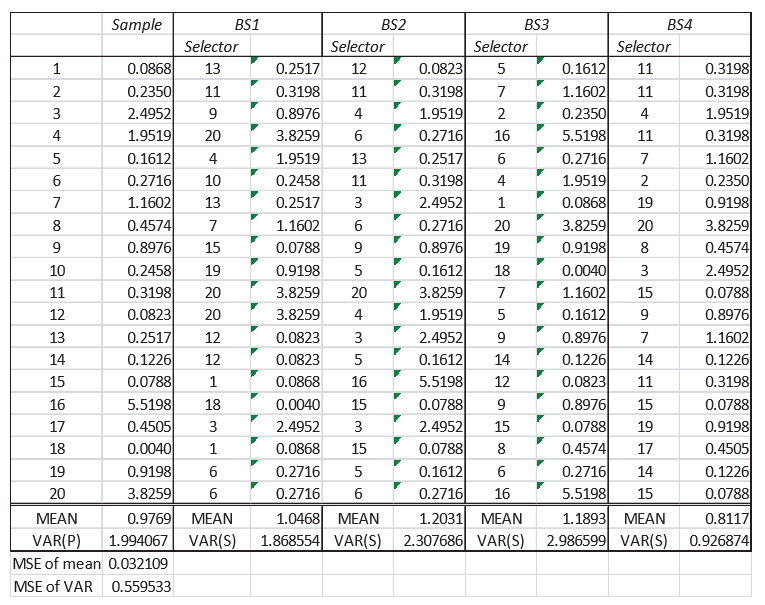 Sample BS1 BS2 BS3 BS4
Selector Selector Selector Selector
1 0.0868 13 0.2517 12 0.0823 5 0.1612 11 0.3198
2 0.2350 11 0.3198 11 0.3198 7 1.1602 11 0.3198
3 2.4952 9 0.8976 4 1.9519 2 0.2350 4 1.9519
4 1.9519 20 3.8259 6 0.2716 16 5.5198 11 0.3198
5 0.1612 4 1.9519 13 0.2517 6 0.2716 7 1.1602
6 0.2716 10 0.2458 11 0.3198 4 1.9519 2 0.2350
7 1.1602 13 0.2517 3 2.4952 1 0.0868 19 0.9198
8 0.4574 7 1.1602 6 0.2716 20 3.8259 20 3.8259
9 0.8976 15 0.0788 9 0.8976 19 0.9198 8 0.4574
10 0.2458 19 0.9198 5 0.1612 18 0.0040 3 2.4952
11 0.3198 20 3.8259 20 3.8259 7 1.1602 15 0.0788
12 0.0823 20 3.8259 4 1.9519 5 0.1612 9 0.8976
13 0.2517 12 0.0823 3 2.4952 9 0.8976 7 1.1602
14 0.1226 12 0.0823 5 0.1612 14 0.1226 14 0.1226
15 0.0788 1 0.0868 16 5.5198 12 0.0823 11 0.3198
16 5.5198 18 0.0040 15 0.0788 9 0.8976 15 0.0788
17 0.4505 3 2.4952 3 2.4952 15 0.0788 19 0.9198
18 0.0040 1 0.0868 15 0.0788 8 0.4574 17 0.4505
19 0.9198 6 0.2716 5 0.1612 6 0.2716 14 0.1226
20 3.8259 6 0.2716 6 0.2716 16 5.5198 15 0.0788
MEAN 0.9769 MEAN 1.0468 MEAN 1.2031 MEAN 1.1893 MEAN 0.8117
VAR(P) 1.994067 VAR(S) 1.868554 VAR(S) 2.307686 VAR(S) 2.986599 VAR(S) 0.926874
MSE of mean 0.032109
MSE of VAR 0.559533